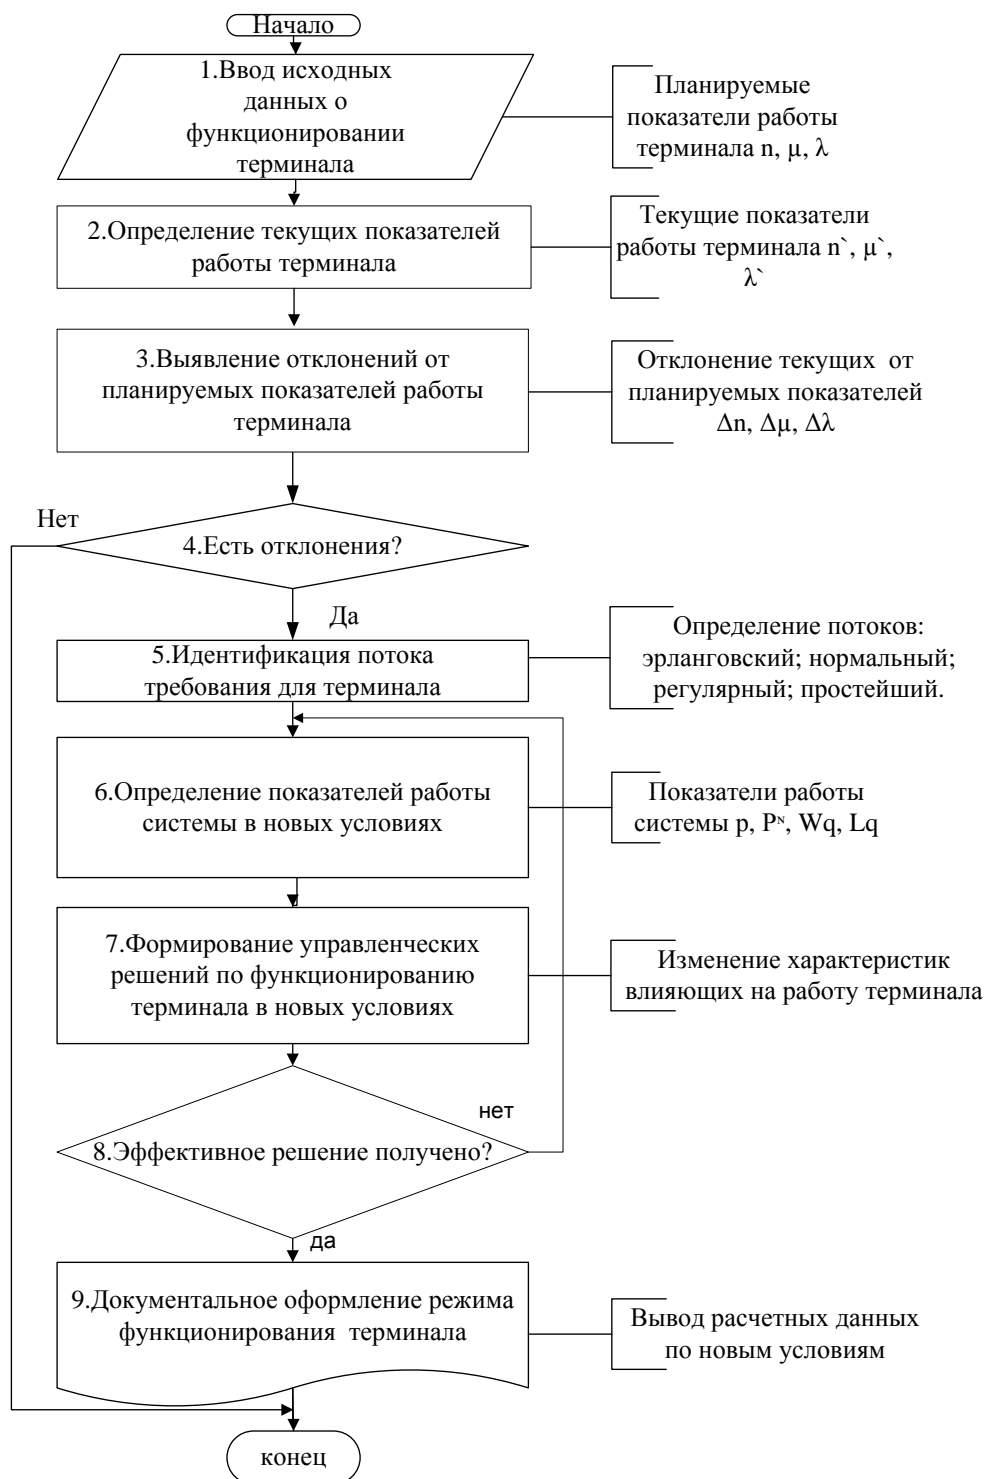 Начало
1.Ввод исходных
данных о
функционировании
терминала
Планируемые
показатели работы
терминала n, µ, λ
2.Определение текущих показателей
работы терминала
Текущие показатели
работы терминала n`, µ`,
λ`
3.Выявление отклонений от
планируемых показателей работы
терминала
Отклонение текущих от
планируемых показателей
Δn, Δµ, Δλ
Нет
4.Есть отклонения?
Да
5.Идентификация потока
требования для терминала
Определение потоков:
эрланговский; нормальный;
регулярный; простейший.
6.Определение показателей работы
системы в новых условиях
Показатели работы
системы p, Pᴺ, Wq, Lq
7.Формирование управленческих
решений по функционированию
терминала в новых условиях
Изменение характеристик
влияющих на работу терминала
нет
8.Эффективное решение получено?
да
9.Документальное оформление режима
функционирования терминала
Вывод расчетных данных
по новым условиям
конец